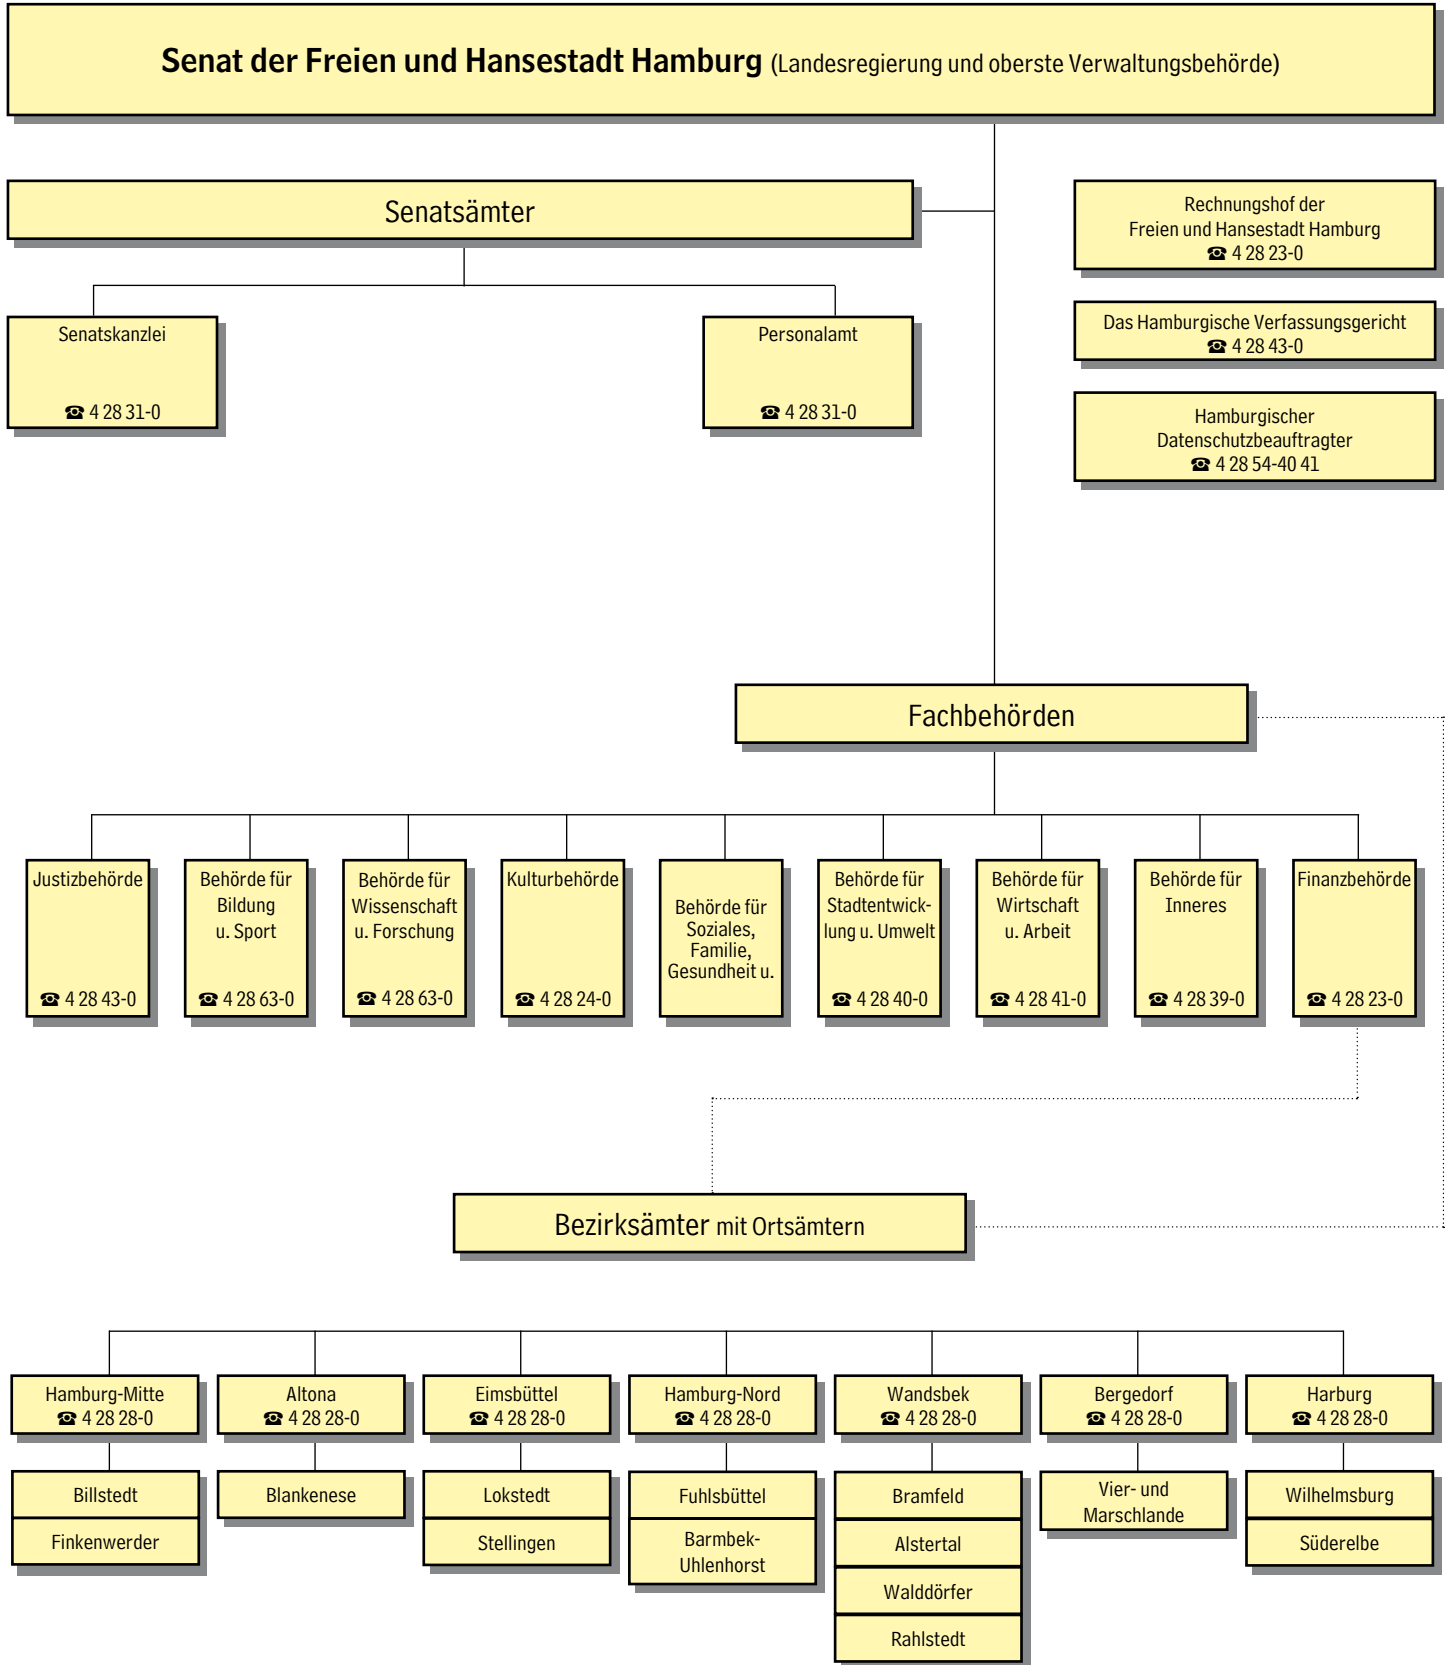 Senat der Freien und Hansestadt Hamburg (Landesregierung und oberste Verwaltungsbehörde)
Senatsämter
Rechnungshof der
Freien und Hansestadt Hamburg
☎ 4 28 23-0
Das Hamburgische Verfassungsgericht
☎ 4 28 43-0
Hamburgischer
Datenschutzbeauftragter
☎ 4 28 54-40 41
Senatskanzlei
☎ 4 28 31-0
Personalamt
☎ 4 28 31-0
Fachbehörden
Justizbehörde
☎ 4 28 43-0
Behörde für
Bildung
u. Sport
☎ 4 28 63-0
Behörde für
Wissenschaft
u. Forschung
☎ 4 28 63-0
Kulturbehörde
☎ 4 28 24-0
Behörde für
Soziales,
Familie,
Gesundheit u.
Behörde für
Stadtentwick-
lung u. Umwelt
☎ 4 28 40-0
Behörde für
Wirtschaft
u. Arbeit
☎ 4 28 41-0
Behörde für
Inneres
☎ 4 28 39-0
Finanzbehörde
☎ 4 28 23-0
Bezirksämter mit Ortsämtern
Hamburg-Mitte
☎ 4 28 28-0
Billstedt
Finkenwerder
Altona
☎ 4 28 28-0
Blankenese
Eimsbüttel
☎ 4 28 28-0
Lokstedt
Stellingen
Hamburg-Nord
☎ 4 28 28-0
Fuhlsbüttel
Barmbek-
Uhlenhorst
Wandsbek
☎ 4 28 28-0
Bramfeld
Alstertal
Walddörfer
Rahlstedt
Bergedorf
☎ 4 28 28-0
Vier- und
Marschlande
Harburg
☎ 4 28 28-0
Wilhelmsburg
Süderelbe